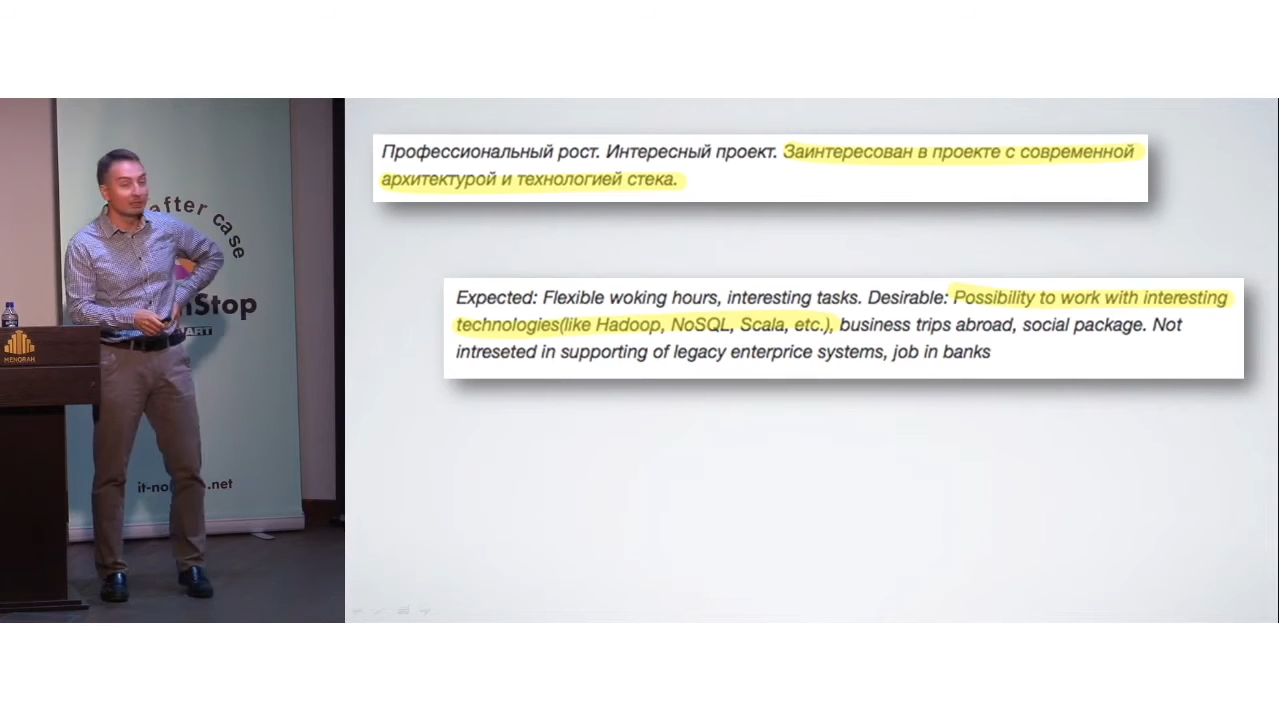 after case
Stop
ART
MENORAH
it-no
.net
Профессиональный рост. Интересный проект. Заинтересован в проекте с современной
архитектурой и технологией стека.
Expected: Flexible woking hours, interesting tasks. Desirable: Possibility to work with interesting
technologies(like Hadoop, NoSQL, Scala, etc.), business trips abroad, social package. Not
intreseted in supporting of legacy enterprice systems, job in banks